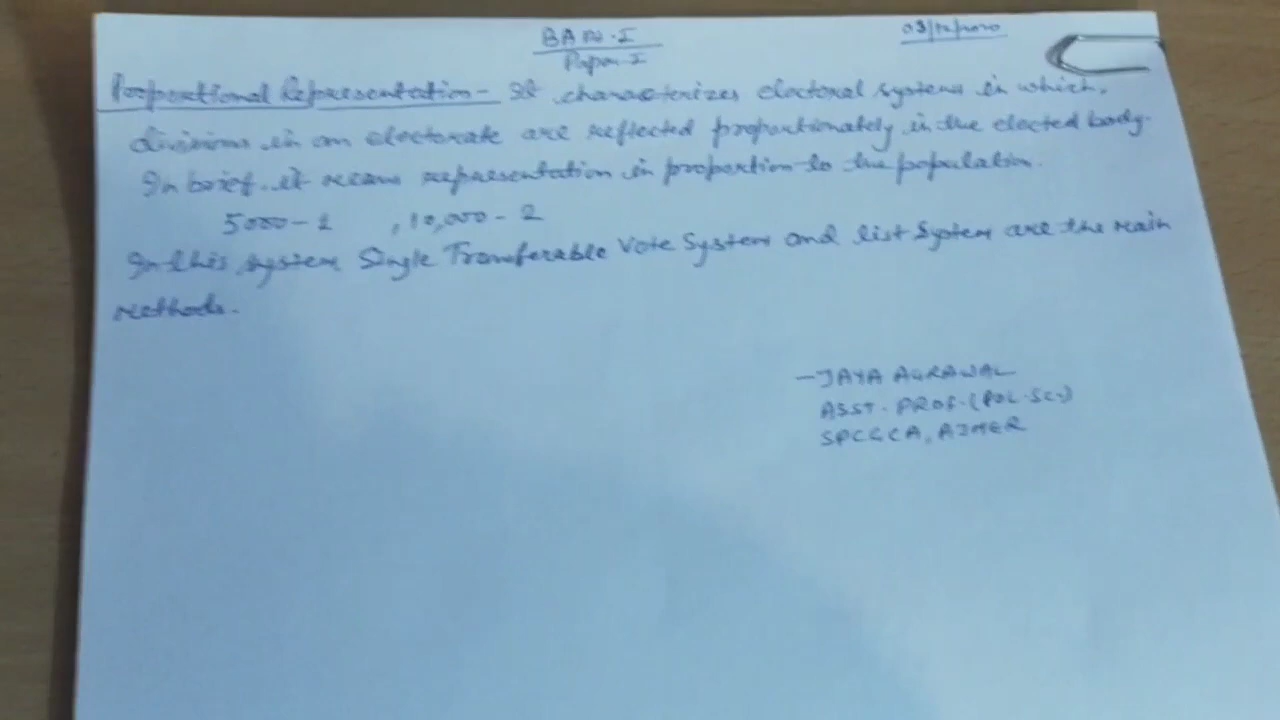 BA Pt-I
Paper-I
Proportional Representation - It characterizes electoral systems in which,
divisions in an electorate are reflected proportionately in the elected body.
In brief, it means representation in proportion to the population.
5000-1 , 10,000-2
In this system Single Transferable Vote System and list System are the main
methods.
- JAYA AGRAWAL
ASST. PROF. (POL. SC.)
SPCGCA, AJMER